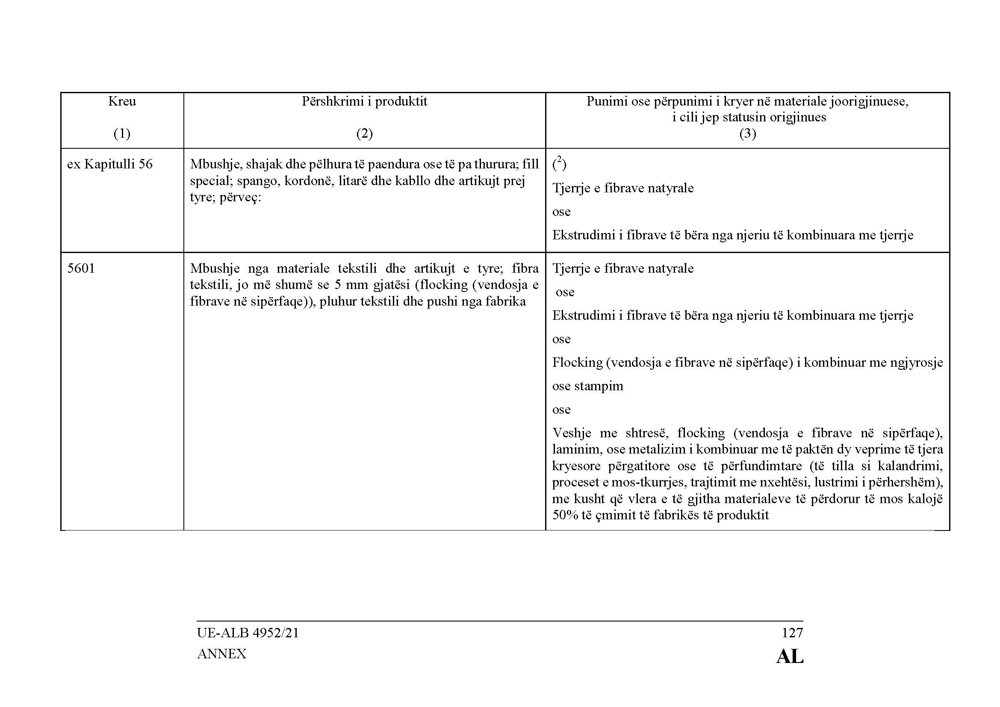 Kreu
(1)
Përshkrimi i produktit
(2)
Punimi ose përpunimi i kryer në materiale joorigjinuese,
i cili jep statusin origjinues
(3)
ex Kapitulli 56
Mbushje, shajak dhe pëlhura të paendura ose të pa thurura; fill
special; spango, kordonë, litarë dhe kabllo dhe artikujt prej
tyre; përveç:
(²)
Tjerrje e fibrave natyrale
ose
Ekstrudimi i fibrave të bëra nga njeriu të kombinuara me tjerrje
5601
Mbushje nga materiale tekstili dhe artikujt e tyre; fibra
tekstili, jo më shumë se 5 mm gjatësi (flocking (vendosja e
fibrave në sipërfaqe)), pluhur tekstili dhe pushi nga fabrika
Tjerrje e fibrave natyrale
ose
Ekstrudimi i fibrave të bëra nga njeriu të kombinuara me tjerrje
ose
Flocking (vendosja e fibrave në sipërfaqe) i kombinuar me ngjyrosje
ose stampim
ose
Veshje me shtresë, flocking (vendosja e fibrave në sipërfaqe),
laminim, ose metalizim i kombinuar me të paktën dy veprime të tjera
kryesore përgatitore ose të përfundimtare (të tilla si kalandrimi,
proceset e mos-tkurrjes, trajtimit me nxehtësi, lustrimi i përhershëm),
me kusht që vlera e të gjitha materialeve të përdorur të mos kalojë
50% të çmimit të fabrikës të produktit
UE-ALB 4952/21
127
ANNEX
AL